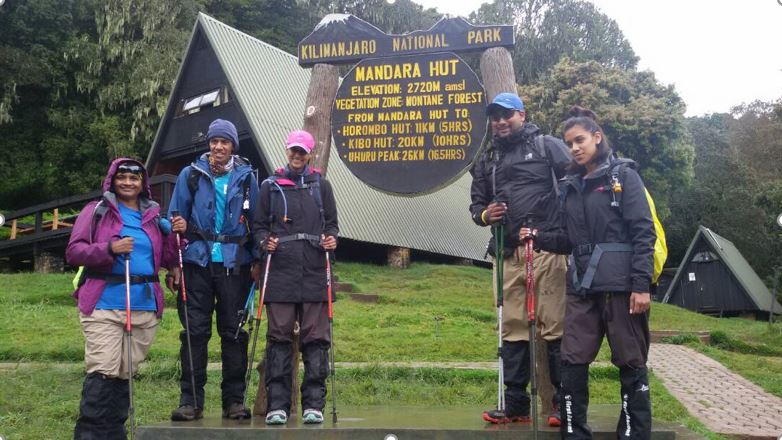 KILIMANJARO NATIONAL PARK
MANDARA HUT
ELEVATION: 2720M amsl
VEGETATION ZONE: MONTANE FOREST
FROM MANDARA HUT TO:
• HOROMBO HUT: 11KM (5HRS)
• KIBO HUT: 20KM (10HRS)
• UHURU PEAK: 26KM (16.5HRS)